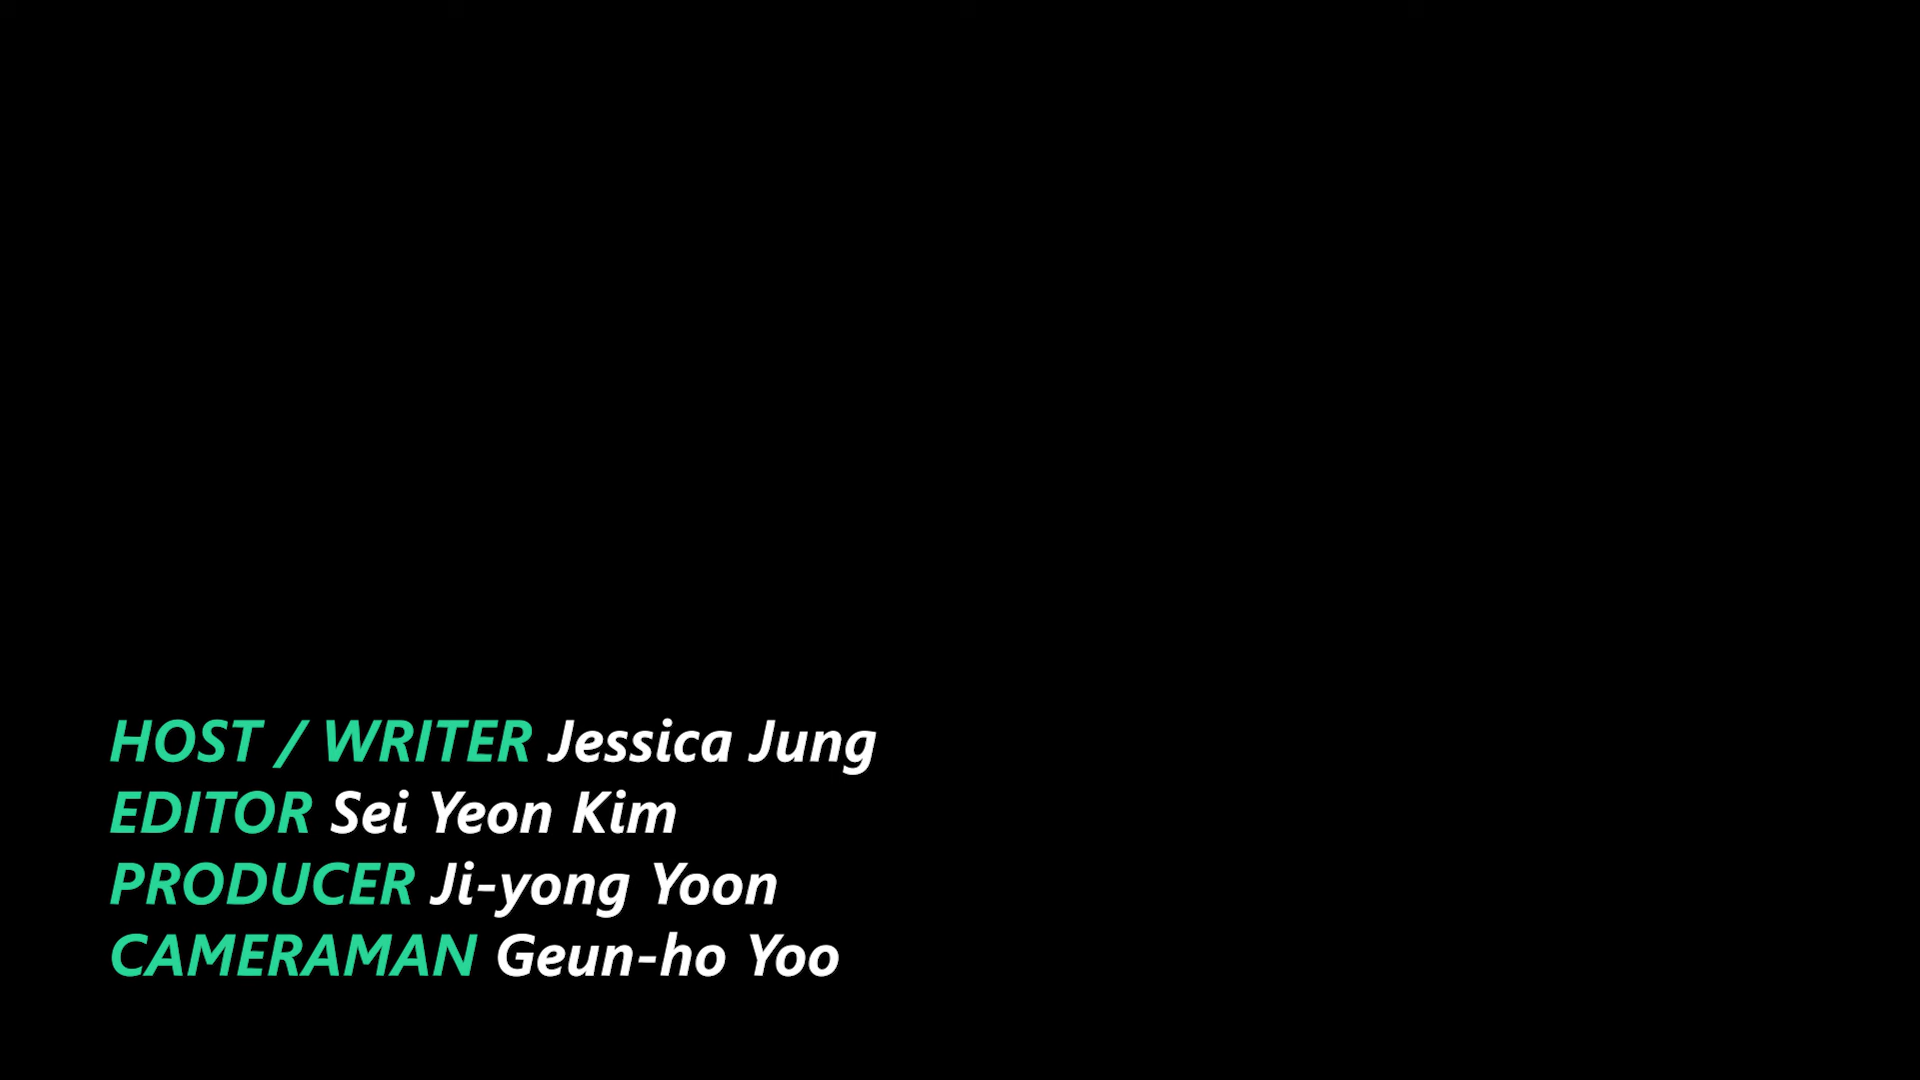 HOST / WRITER Jessica Jung
EDITOR Sei Yeon Kim
PRODUCER Ji-yong Yoon
CAMERAMAN Geun-ho Yoo